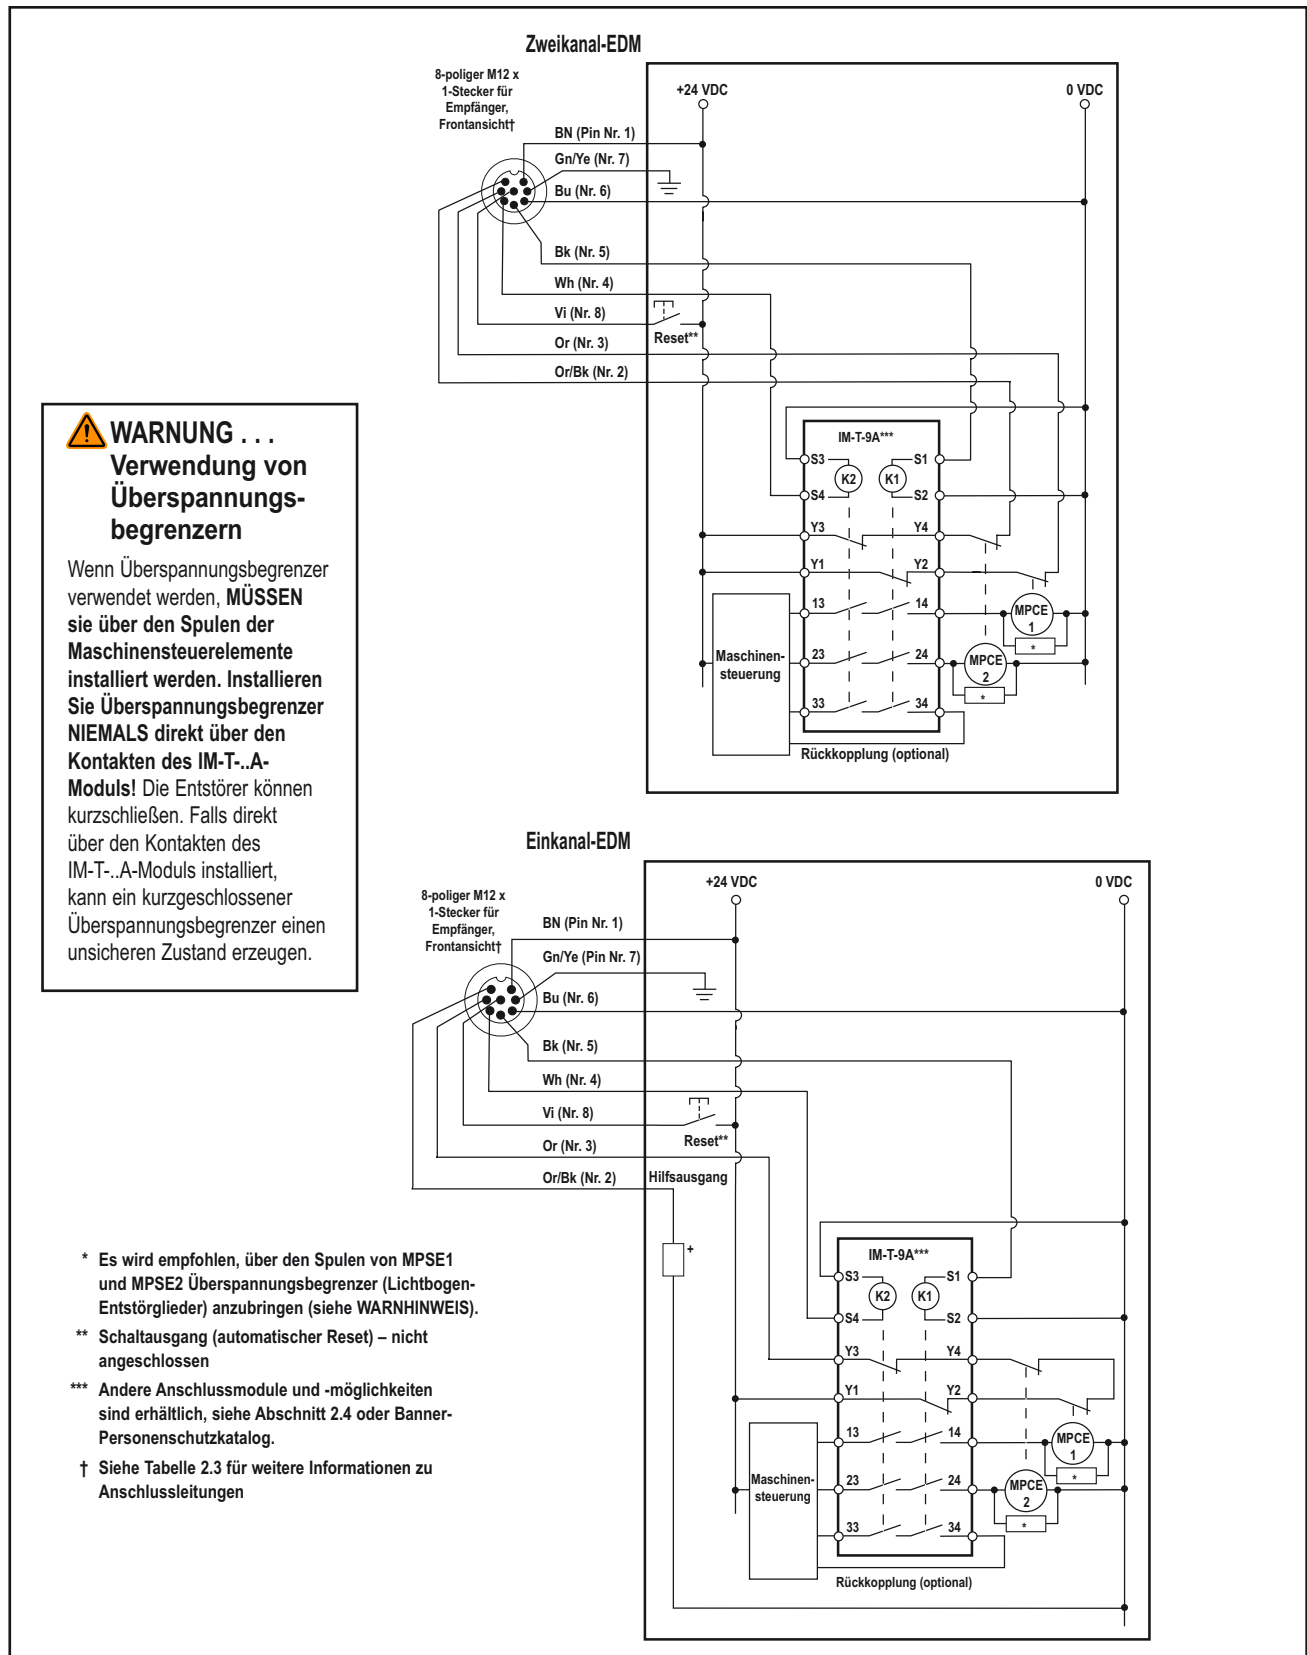 Zweikanal-EDM
8-poliger M12 x
1-Stecker für
Empfänger,
Frontansicht†
+24 VDC
0 VDC
BN (Pin Nr. 1)
Gn/Ye (Nr. 7)
Bu (Nr. 6)
Bk (Nr. 5)
Wh (Nr. 4)
Vi (Nr. 8)
Reset**
Or (Nr. 3)
Or/Bk (Nr. 2)
IM-T-9A***
S3
S1
K2
K1
S4
S2
Y3
Y4
Y1
Y2
13
14
MPCE
1
*
Maschinen-
steuerung
23
24
MPCE
2
*
33
34
Rückkopplung (optional)
WARNUNG . . .
Verwendung von
Überspannungs-
begrenzern
Wenn Überspannungsbegrenzer
verwendet werden, MÜSSEN
sie über den Spulen der
Maschinensteuerelemente
installiert werden. Installieren
Sie Überspannungsbegrenzer
NIEMALS direkt über den
Kontakten des IM-T-..A-
Moduls! Die Entstörer können
kurzschließen. Falls direkt
über den Kontakten des
IM-T-..A-Moduls installiert,
kann ein kurzgeschlossener
Überspannungsbegrenzer einen
unsicheren Zustand erzeugen.
Einkanal-EDM
8-poliger M12 x
1-Stecker für
Empfänger,
Frontansicht†
+24 VDC
0 VDC
BN (Pin Nr. 1)
Gn/Ye (Pin Nr. 7)
Bu (Nr. 6)
Bk (Nr. 5)
Wh (Nr. 4)
Vi (Nr. 8)
Reset**
Or (Nr. 3)
Or/Bk (Nr. 2)
Hilfsausgang
+
IM-T-9A***
S3
S1
K2
K1
S4
S2
Y3
Y4
Y1
Y2
13
14
MPCE
1
*
Maschinen-
steuerung
23
24
MPCE
2
*
33
34
Rückkopplung (optional)
* Es wird empfohlen, über den Spulen von MPSE1
und MPSE2 Überspannungsbegrenzer (Lichtbogen-
Entstörglieder) anzubringen (siehe WARNHINWEIS).
** Schaltausgang (automatischer Reset) – nicht
angeschlossen
*** Andere Anschlussmodule und -möglichkeiten
sind erhältlich, siehe Abschnitt 2.4 oder Banner-
Personenschutzkatalog.
† Siehe Tabelle 2.3 für weitere Informationen zu
Anschlussleitungen